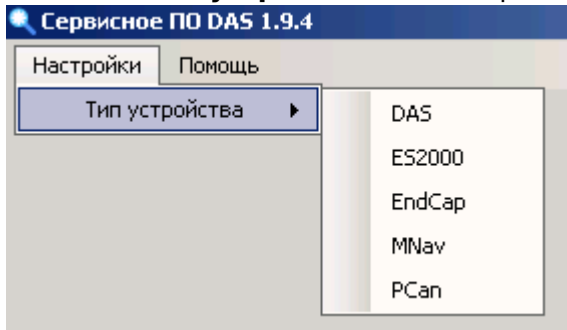 Сервисное ПО DAS 1.9.4
Настройки Помощь
Тип устройства
DAS
ES2000
EndCap
MNav
PCan